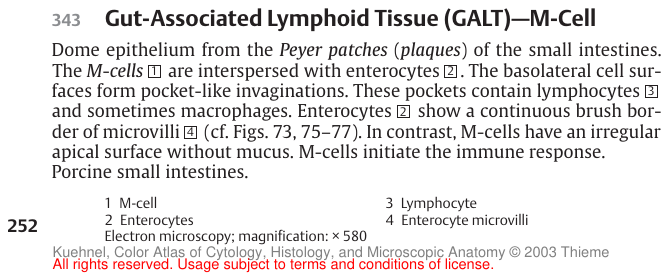 343 Gut-Associated Lymphoid Tissue (GALT)—M-Cell
Dome epithelium from the Peyer patches (plaques) of the small intestines.
The M-cells 1 are interspersed with enterocytes 2. The basolateral cell sur-
faces form pocket-like invaginations. These pockets contain lymphocytes 3
and sometimes macrophages. Enterocytes 2 show a continuous brush bor-
der of microvilli 4 (cf. Figs. 73, 75–77). In contrast, M-cells have an irregular
apical surface without mucus. M-cells initiate the immune response.
Porcine small intestines.
1 M-cell 3 Lymphocyte
2 Enterocytes 4 Enterocyte microvilli
Electron microscopy; magnification: × 580
252
Kuehnel, Color Atlas of Cytology, Histology, and Microscopic Anatomy © 2003 Thieme
All rights reserved. Usage subject to terms and conditions of license.